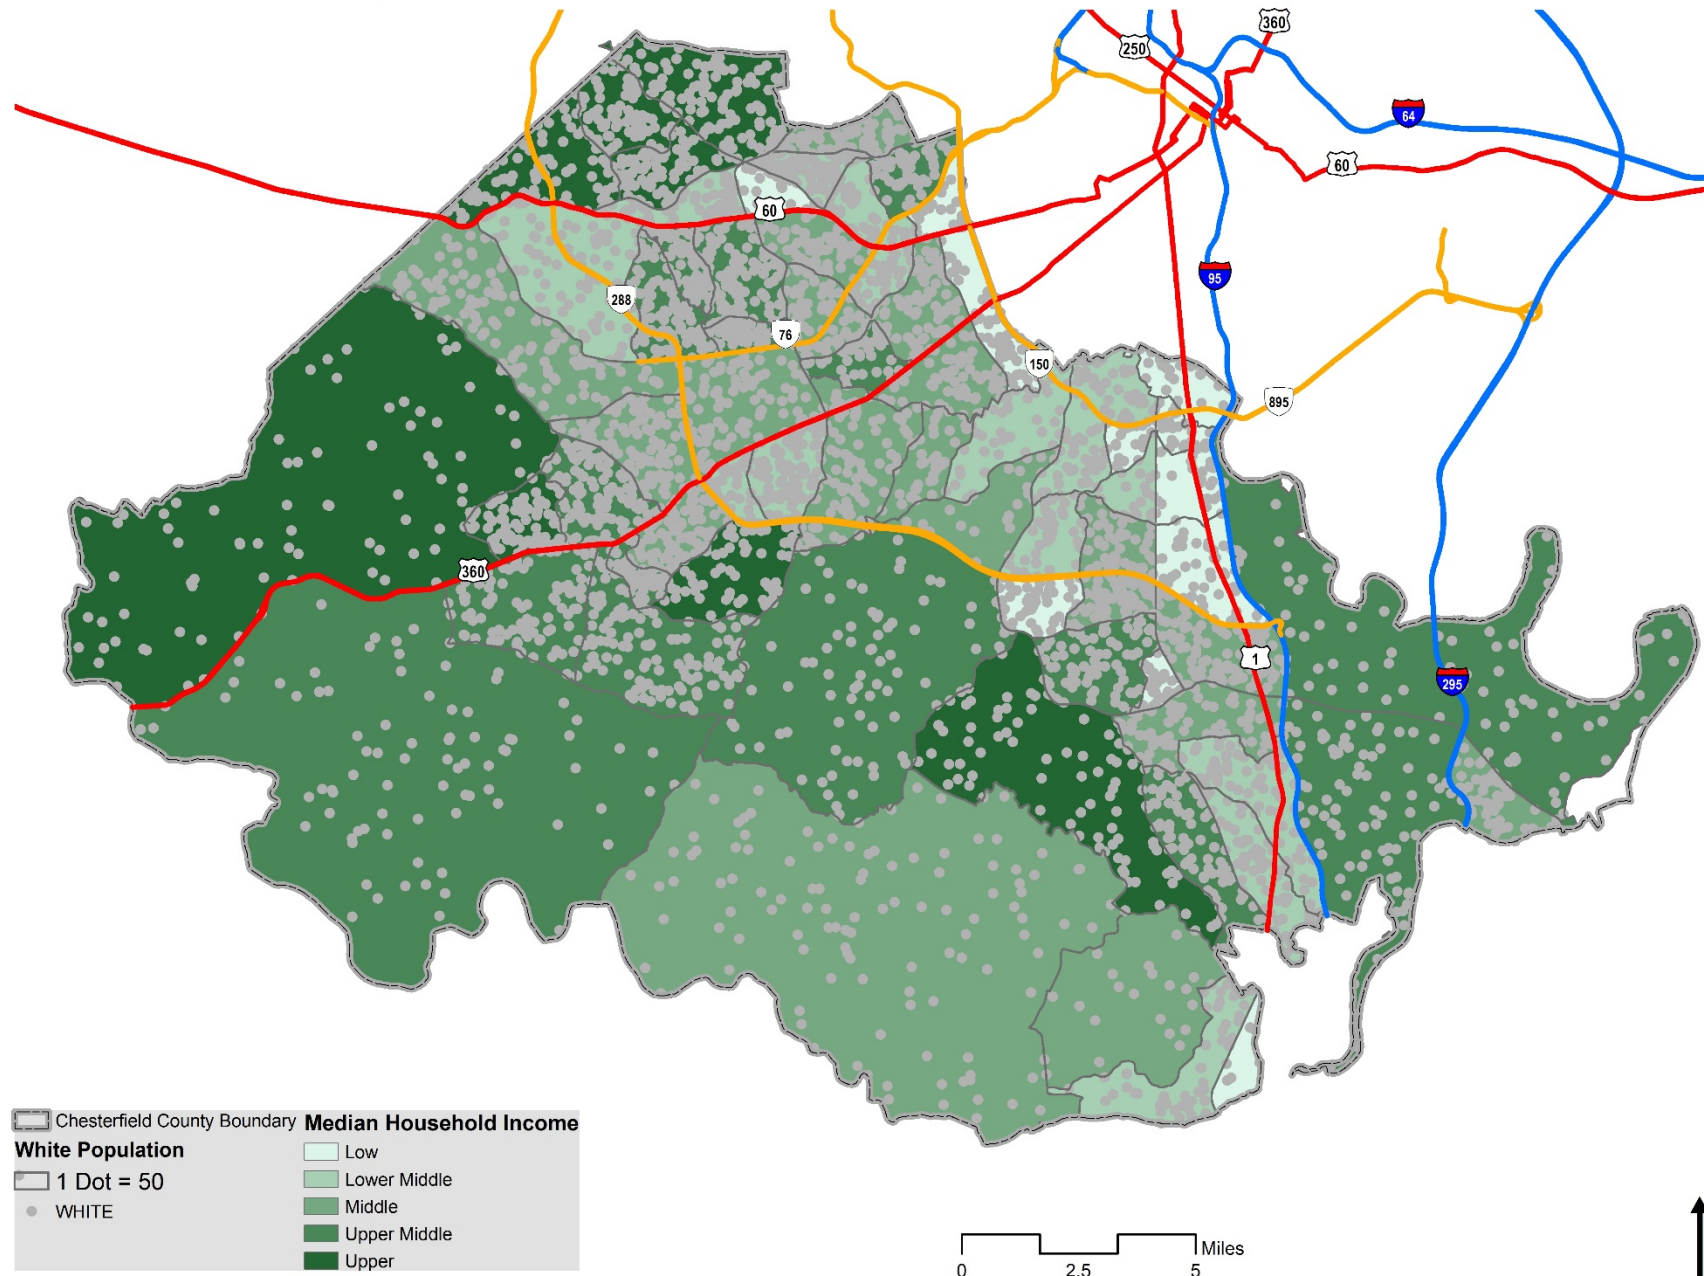 360
250
64
60
60
95
288
76
150
895
360
1
295
Chesterfield County Boundary
White Population
1 Dot = 50
WHITE
Median Household Income
Low
Lower Middle
Middle
Upper Middle
Upper
Miles
0 2.5 5